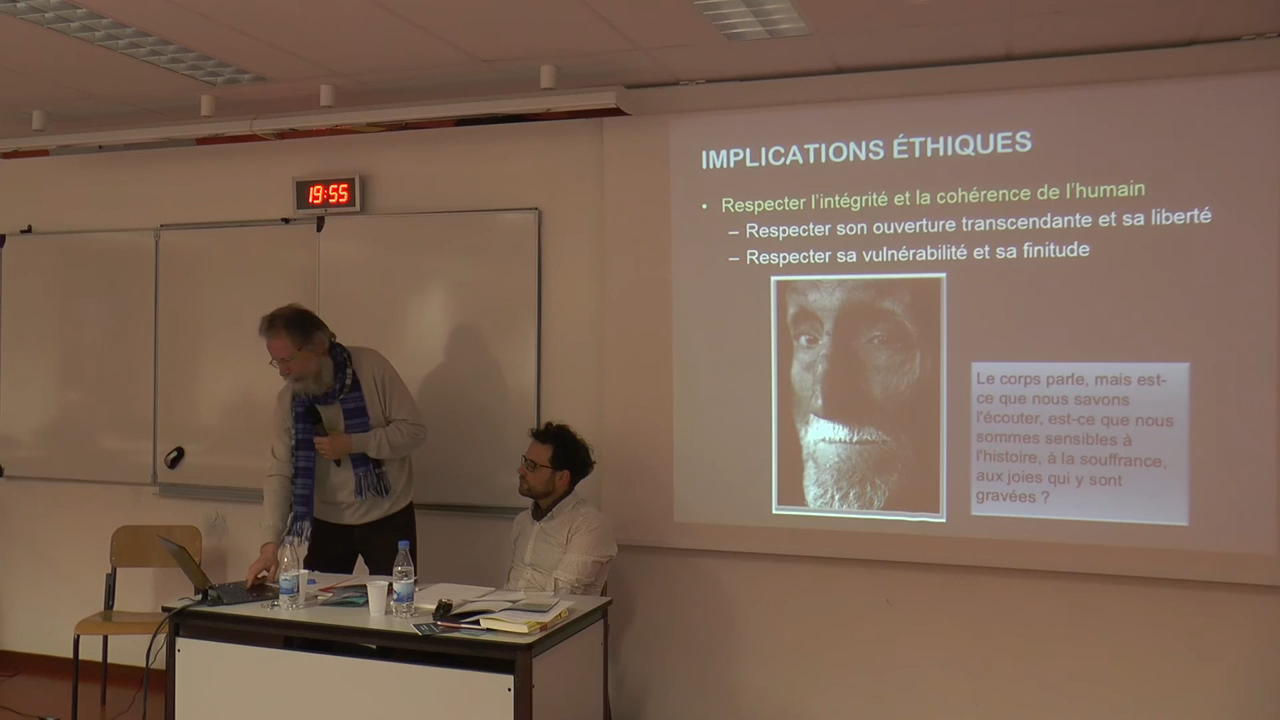 19:55
IMPLICATIONS ÉTHIQUES
• Respecter l'intégrité et la cohérence de l'humain
– Respecter son ouverture transcendante et sa liberté
– Respecter sa vulnérabilité et sa finitude
Le corps parle, mais est-
ce que nous savons
l'écouter, est-ce que nous
sommes sensibles à
l'histoire, à la souffrance,
aux joies qui y sont
gravées ?